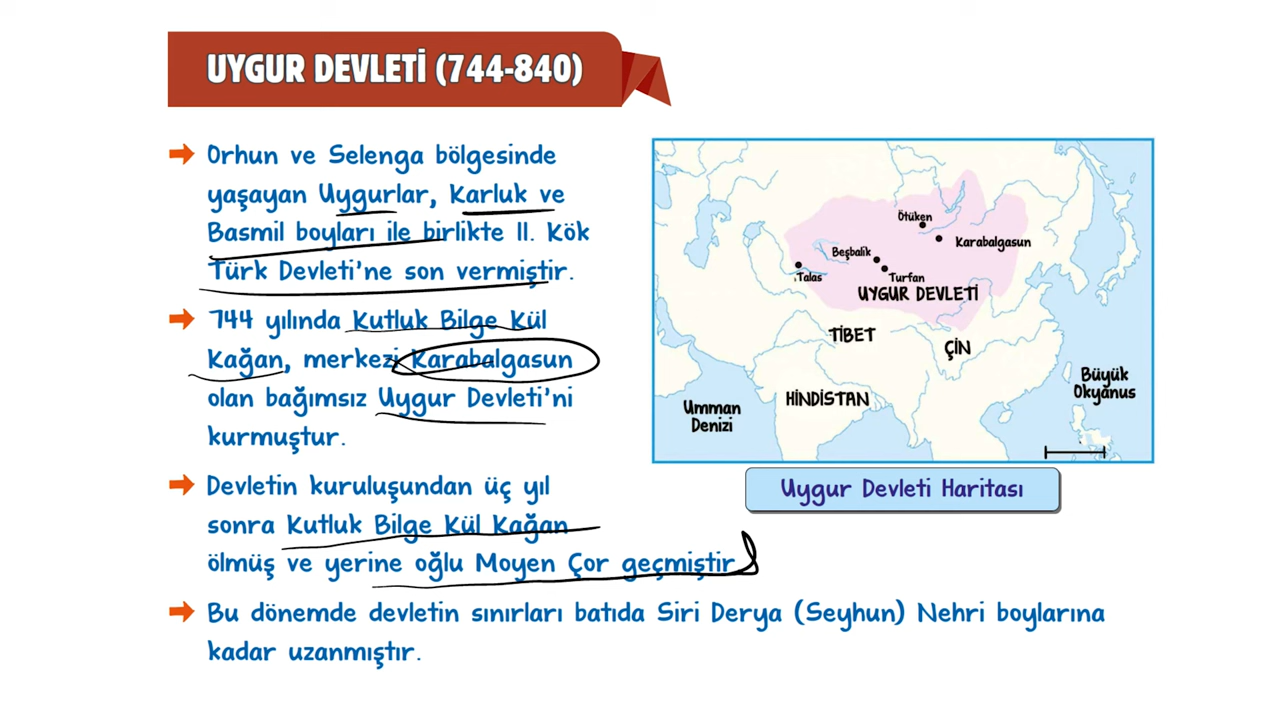 UYGUR DEVLETİ (744-840)
Orhun ve Selenga bölgesinde
yaşayan Uygurlar, Karluk ve
Basmil boyları ile birlikte II. Kök
Türk Devleti'ne son vermiştir.
744 yılında Kutluk Bilge Kül
Kağan, merkezi Karabalgasun
olan bağımsız Uygur Devleti'ni
kurmuştur.
Devletin kuruluşundan üç yıl
sonra Kutluk Bilge Kül Kağan
ölmüş ve yerine oğlu Moyen Çor geçmiştir
Bu dönemde devletin sınırları batıda Siri Derya (Seyhun) Nehri boylarına
kadar uzanmıştır.
Ötüken
Karabalgasun
Beşbalik
Talas
Turfan
UYGUR DEVLETİ
TİBET
ÇİN
HİNDİSTAN
Umman
Denizi
Büyük
Okyanus
Uygur Devleti Haritası